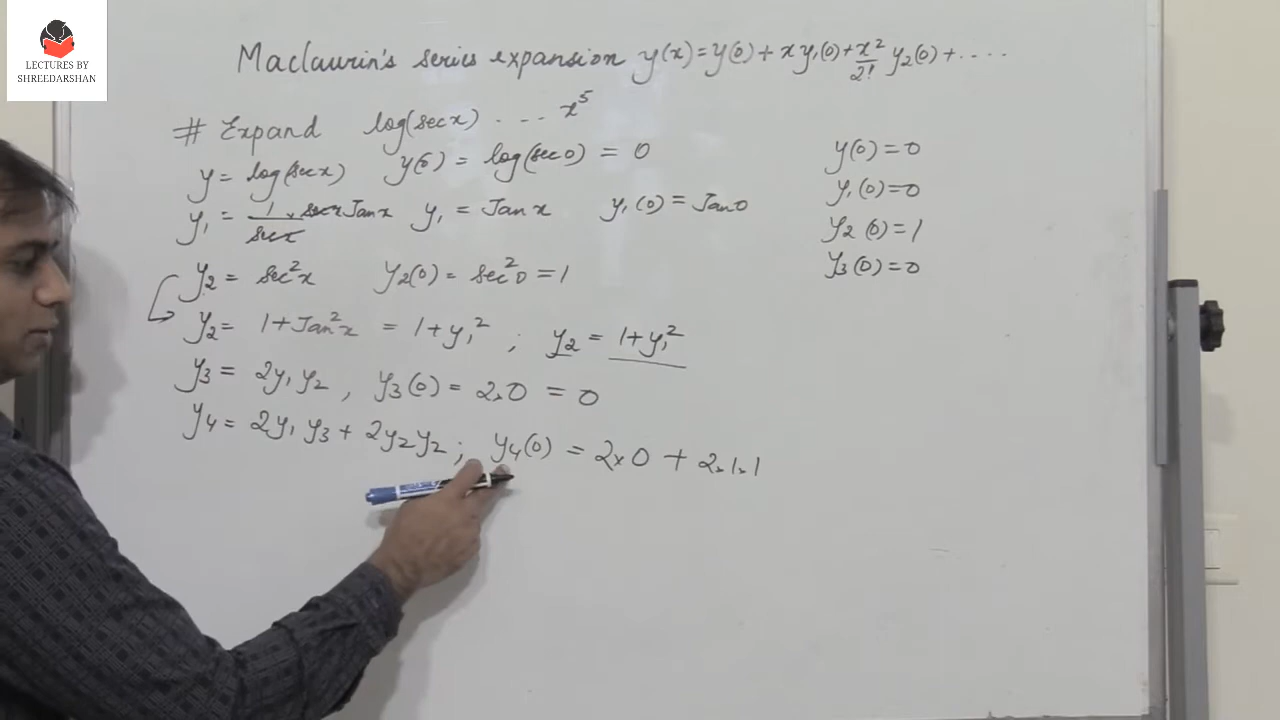 LECTURES BY
SHREEDARSHAN
Maclaurin's series expansion y(x) = y(0) + x y₁(0) + x²/2! y₂(0) + ....
# Expand log(sec x) .... x⁵
y = log(sec x) y(0) = log(sec 0) = 0
y₁ = 1/sec x . sec x Tan x y₁ = Tan x y₁(0) = Tan 0
y₂ = sec²x y₂(0) = sec²0 = 1
y₂ = 1 + Tan²x = 1 + y₁² ; y₂ = 1 + y₁²
y₃ = 2y₁ y₂ , y₃(0) = 2×0 = 0
y₄ = 2y₁ y₃ + 2y₂ y₂ ; y₄(0) = 2×0 + 2×1×1
y(0) = 0
y₁(0) = 0
y₂(0) = 1
y₃(0) = 0